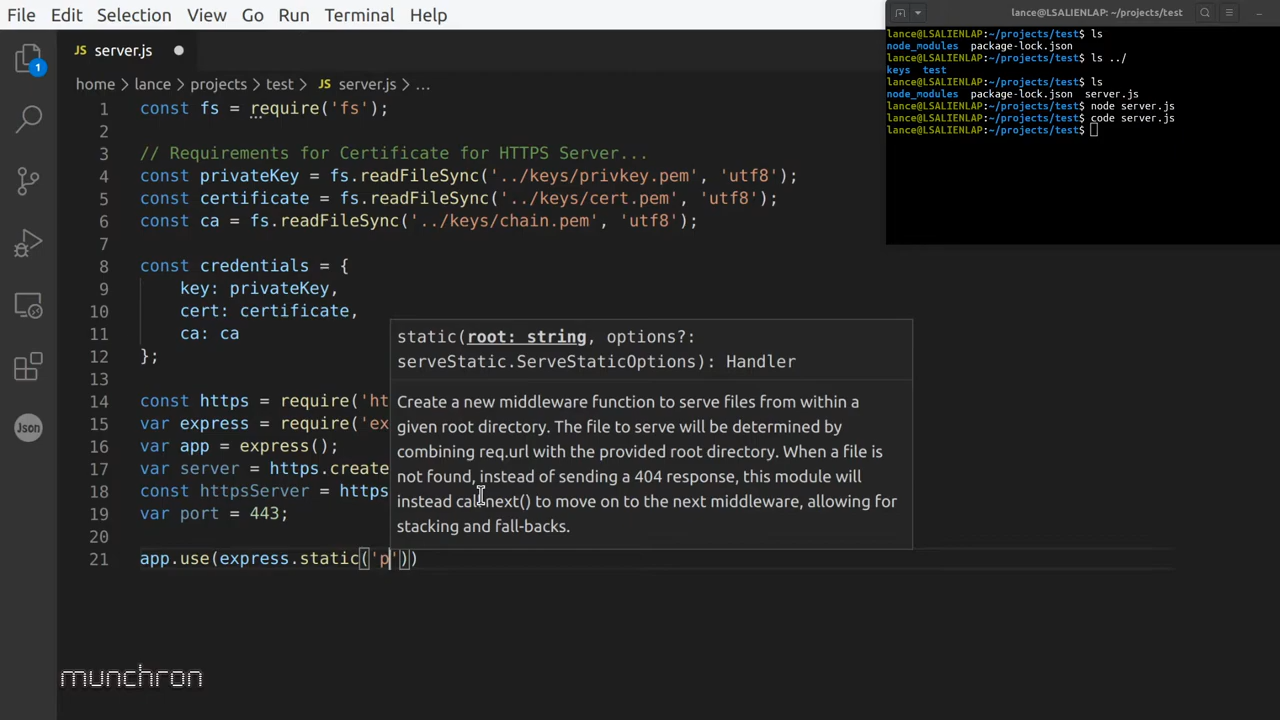 File Edit Selection View Go Run Terminal Help
lance@LSALIENLAP: ~/projects/test
JS server.js
lance@LSALIENLAP:~/projects/test$ ls
node_modules package-lock.json
lance@LSALIENLAP:~/projects/test$ ls ../
keys test
lance@LSALIENLAP:~/projects/test$ ls
node_modules package-lock.json server.js
lance@LSALIENLAP:~/projects/test$ node server.js
lance@LSALIENLAP:~/projects/test$ code server.js
lance@LSALIENLAP:~/projects/test$
1
home > lance > projects > test > JS server.js > ...
1 const fs = require('fs');
2
3 // Requirements for Certificate for HTTPS Server...
4 const privateKey = fs.readFileSync('../keys/privkey.pem', 'utf8');
5 const certificate = fs.readFileSync('../keys/cert.pem', 'utf8');
6 const ca = fs.readFileSync('../keys/chain.pem', 'utf8');
7
8 const credentials = {
9 key: privateKey,
10 cert: certificate,
11 ca: ca
12 };
13
14 const https = require('ht
15 var express = require('ex
16 var app = express();
17 var server = https.create
18 const httpsServer = https
19 var port = 443;
20
21 app.use(express.static('p'))
static(root: string, options?:
serveStatic.ServeStaticOptions): Handler
Create a new middleware function to serve files from within a
given root directory. The file to serve will be determined by
combining req.url with the provided root directory. When a file is
not found, instead of sending a 404 response, this module will
instead call next() to move on to the next middleware, allowing for
stacking and fall-backs.
Json
munchron